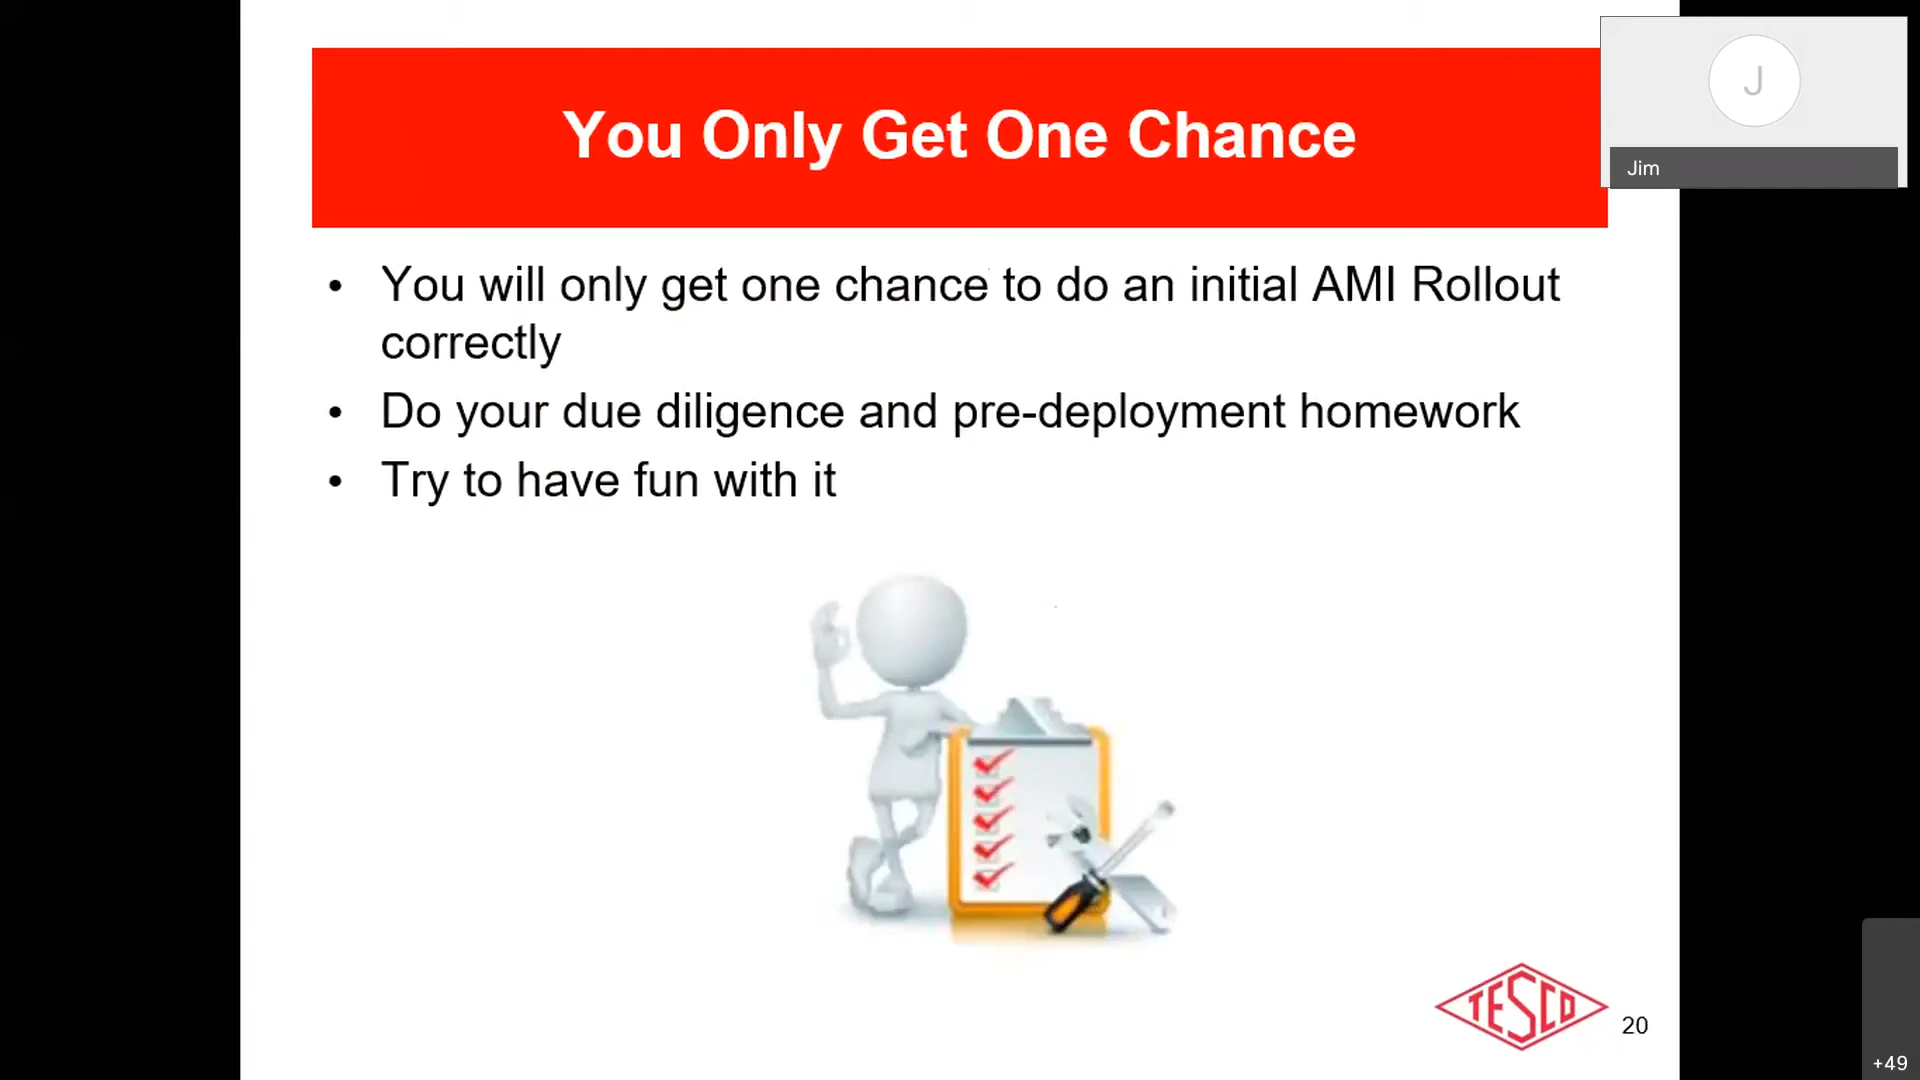 You Only Get One Chance
J
Jim
• You will only get one chance to do an initial AMI Rollout
correctly
• Do your due diligence and pre-deployment homework
• Try to have fun with it
TESCO
20
+49